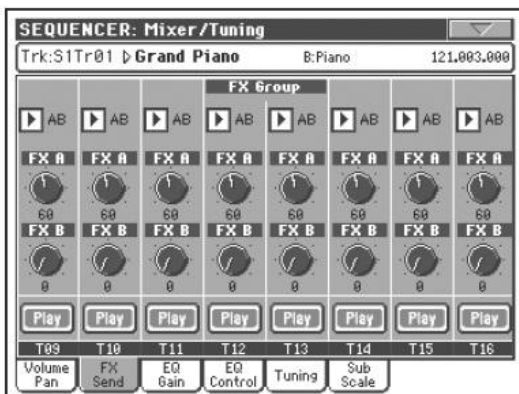 SEQUENCER: Mixer/Tuning
Trk:S1Tr01 Grand Piano B:Piano 121.003.000
FX Group
AB AB AB AB AB AB AB AB
FX A FX A FX A FX A FX A FX A FX A FX A
60 60 60 60 60 60 60 60
FX B FX B FX B FX B FX B FX B FX B FX B
0 0 0 0 0 0 0 0
Play Play Play Play Play Play Play Play
T09 T10 T11 T12 T13 T14 T15 T16
Volume Pan FX Send EQ Gain EQ Control Tuning Sub Scale